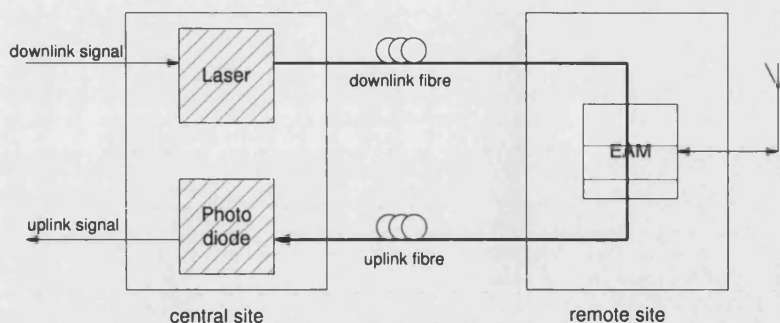 downlink signal
Laser
downlink fibre
EAM
uplink signal
Photo
diode
uplink fibre
central site
remote site